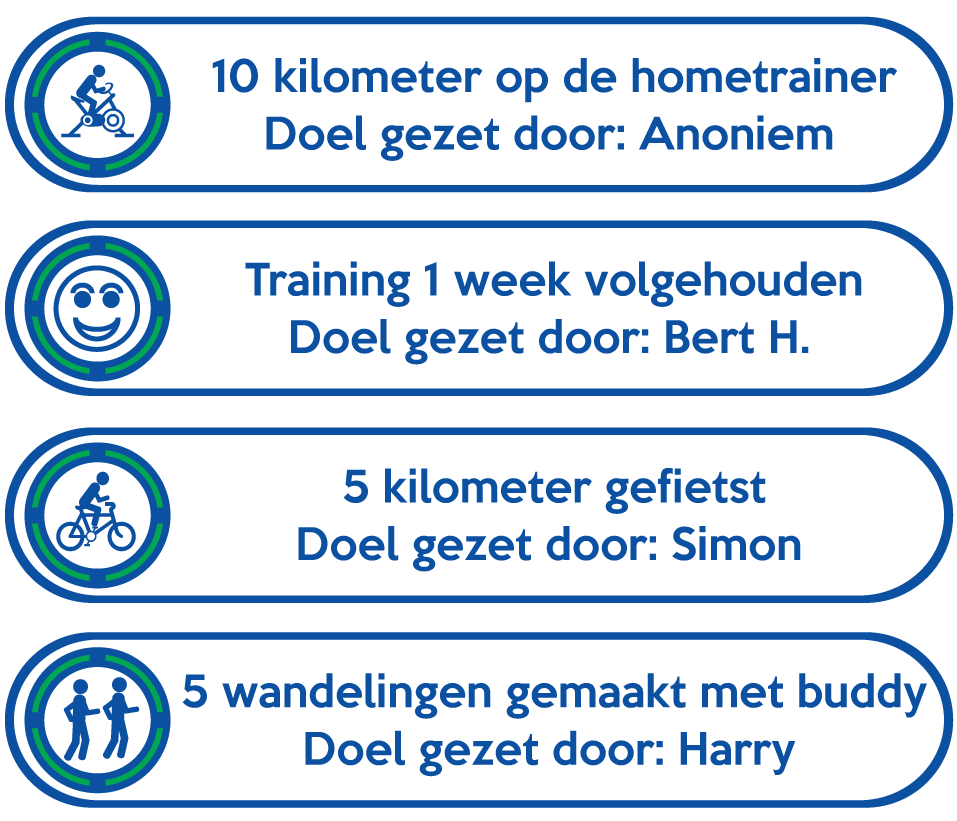 10 kilometer op de hometrainer
Doel gezet door: Anoniem
Training 1 week volgehouden
Doel gezet door: Bert H.
5 kilometer gefietst
Doel gezet door: Simon
5 wandelingen gemaakt met buddy
Doel gezet door: Harry